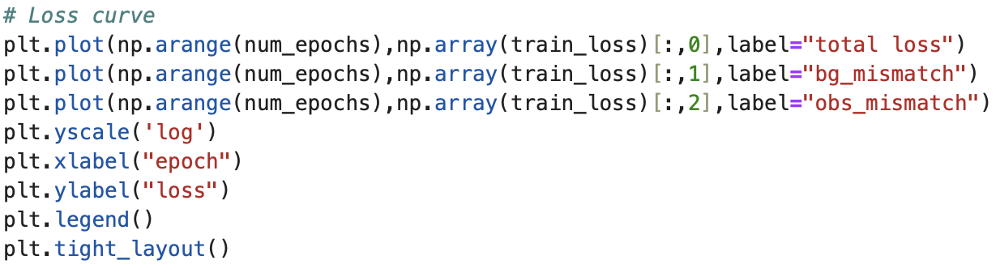 # Loss curve
plt.plot(np.arange(num_epochs),np.array(train_loss)[:,0],label="total loss")
plt.plot(np.arange(num_epochs),np.array(train_loss)[:,1],label="bg_mismatch")
plt.plot(np.arange(num_epochs),np.array(train_loss)[:,2],label="obs_mismatch")
plt.yscale('log')
plt.xlabel("epoch")
plt.ylabel("loss")
plt.legend()
plt.tight_layout()